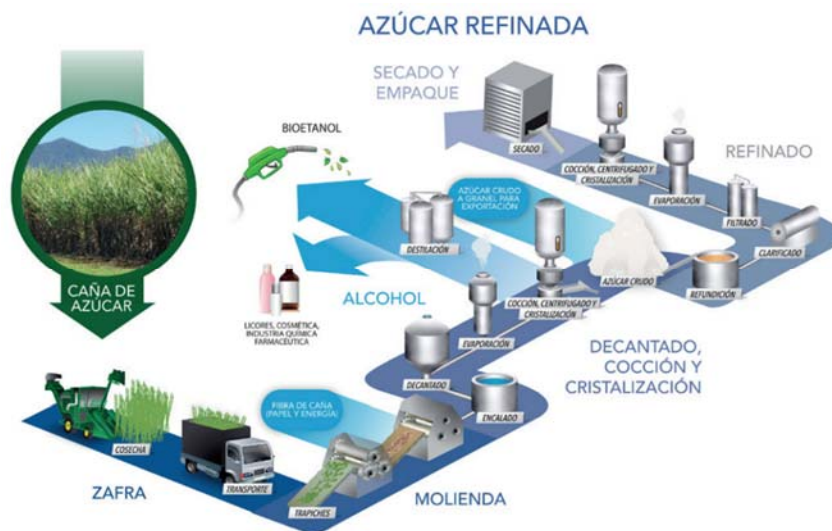 AZÚCAR REFINADA
SECADO Y
EMPAQUE
SECADO
COCCIÓN, CENTRIFUGADO Y
CRISTALIZACIÓN
EVAPORACIÓN
REFINADO
FILTRADO
CLARIFICADO
BIOETANOL
AZÚCAR CRUDO
A GRANEL PARA
EXPORTACIÓN
DESTILACIÓN
AZÚCAR CRUDO
REFUNDICIÓN
CAÑA DE
AZÚCAR
ALCOHOL
LICORES, COSMÉTICA,
INDUSTRIA QUÍMICA
FARMACÉUTICA
COCCIÓN, CENTRIFUGADO Y
CRISTALIZACIÓN
EVAPORACIÓN
DECANTADO
DECANTADO,
COCCIÓN Y
CRISTALIZACIÓN
FIBRA DE CAÑA
(PAPEL Y ENERGÍA)
ENCALADO
COSECHA
TRANSPORTE
TRAPICHES
ZAFRA
MOLIENDA